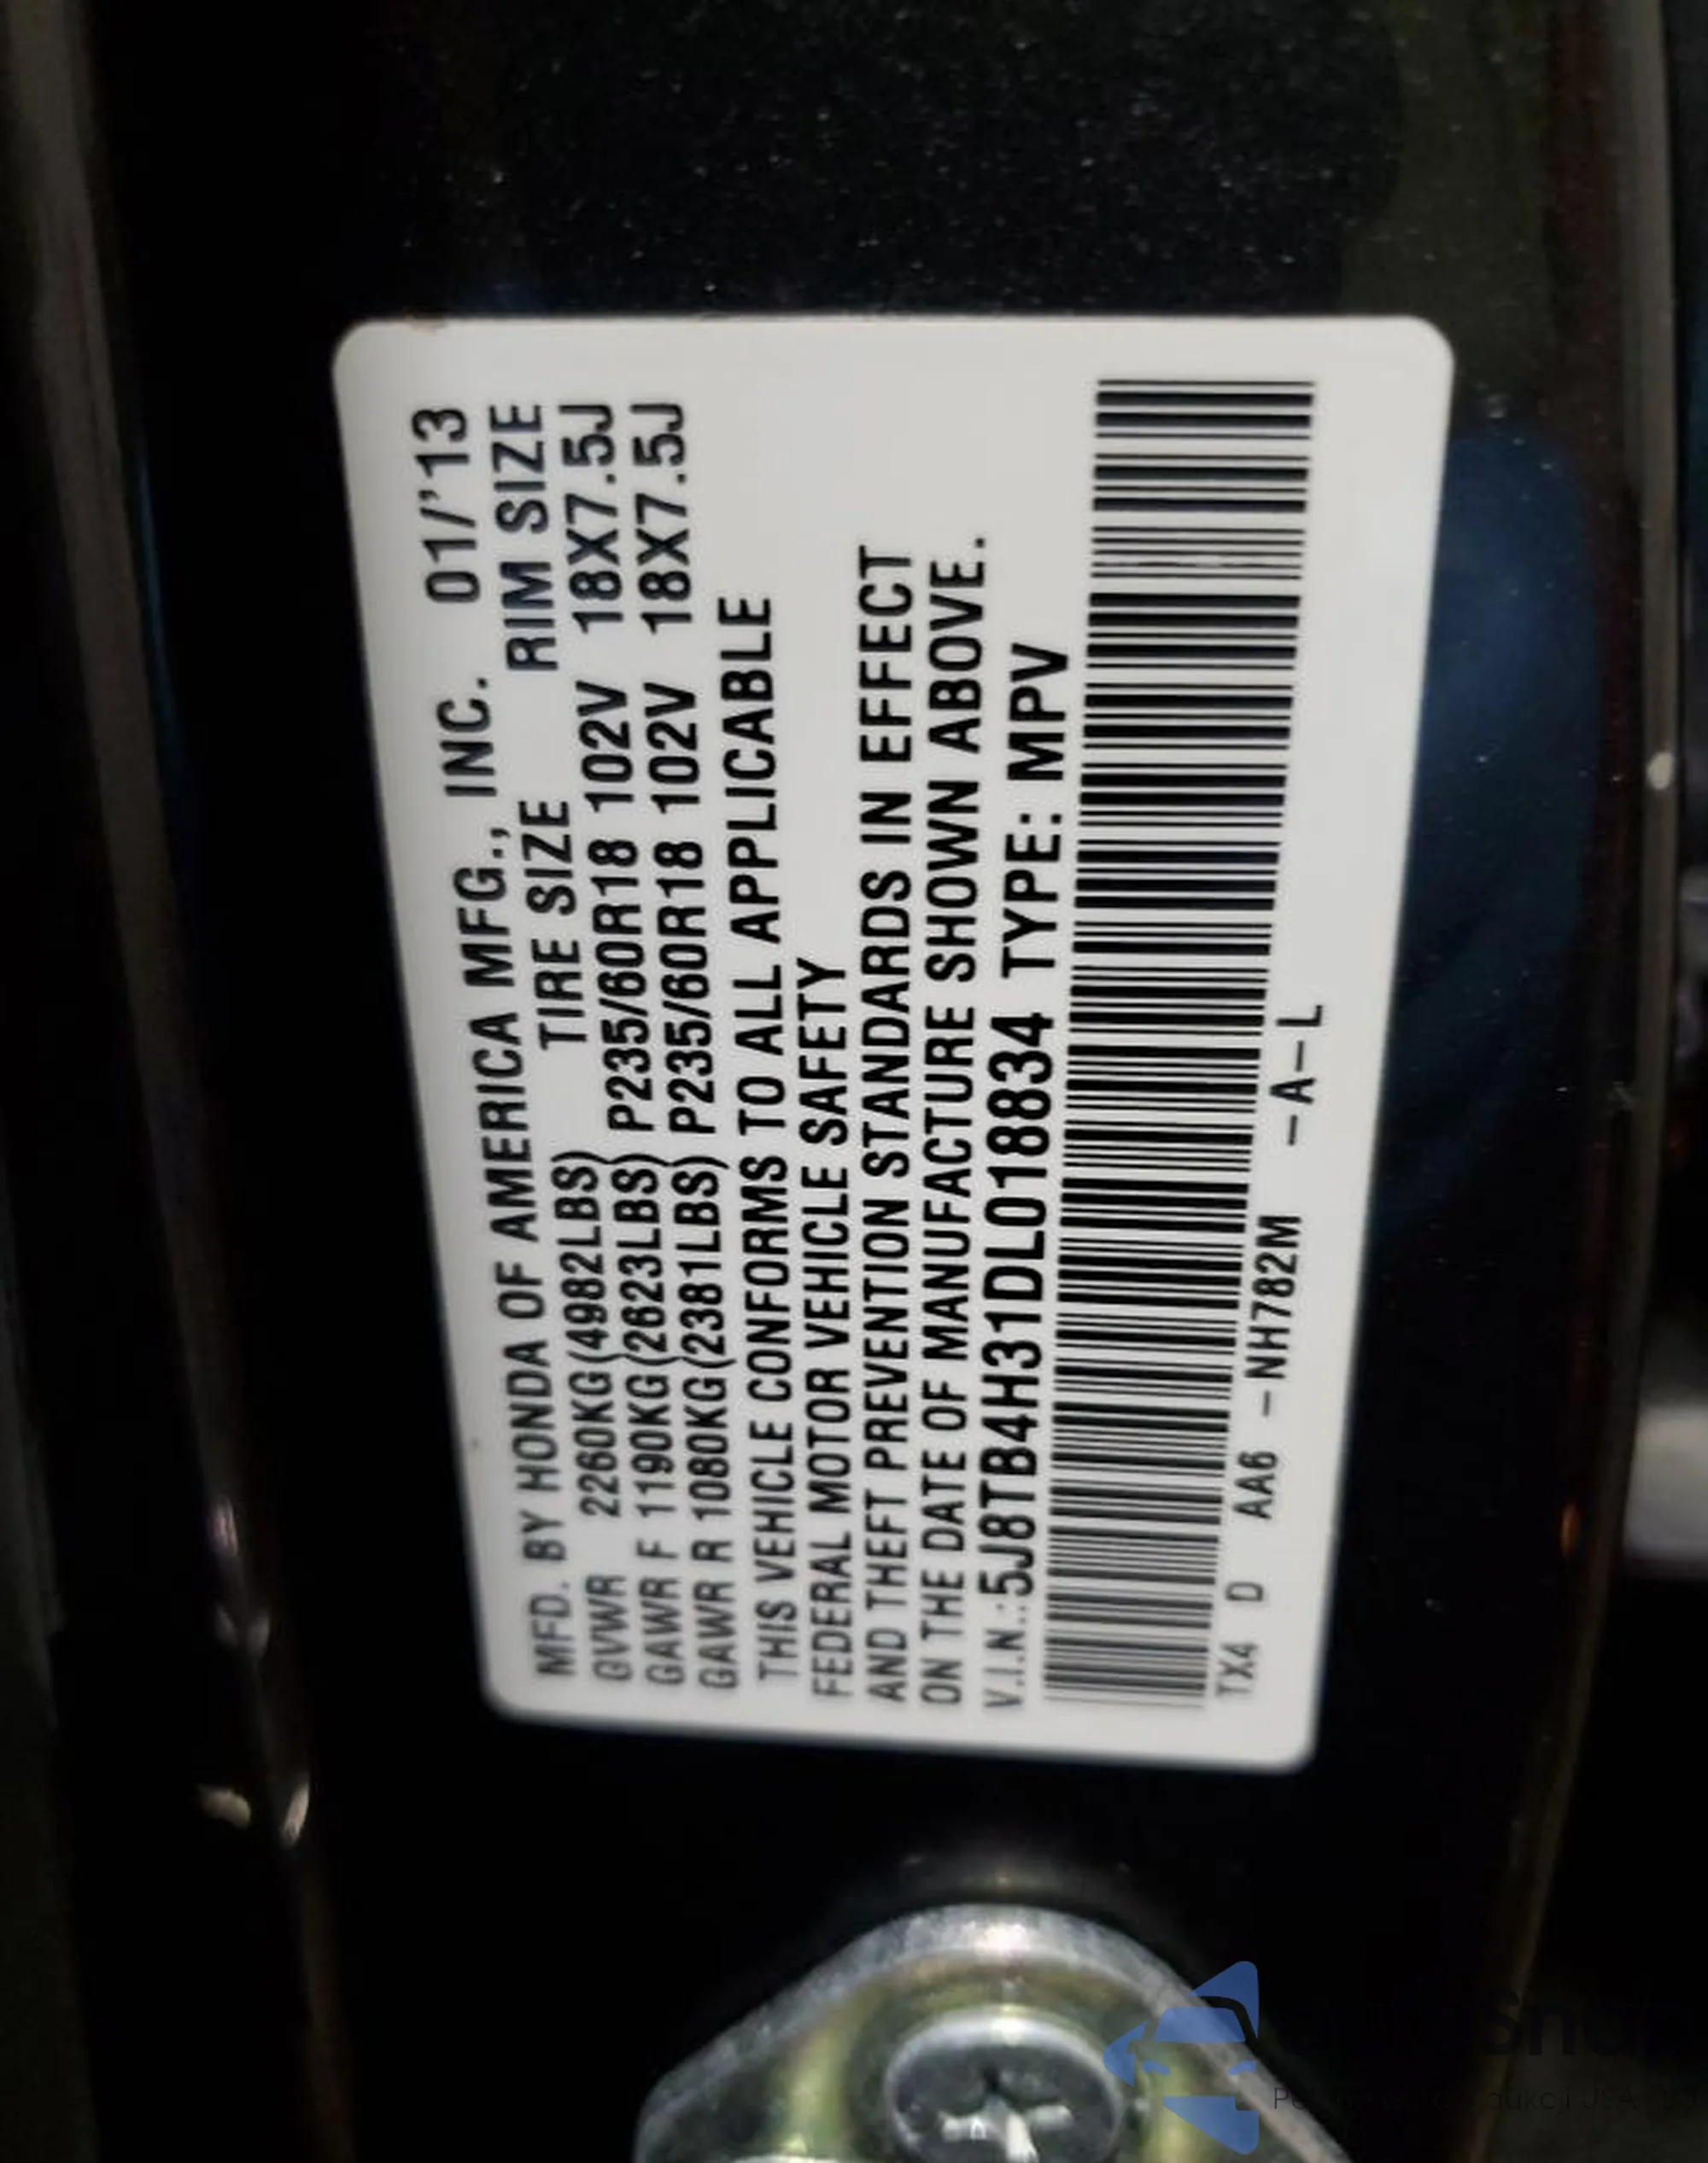 MFD. BY HONDA OF AMERICA MFG., INC. 01/'13
TIRE SIZE RIM SIZE
GVWR 2260KG(4982LBS)
GAWR F 1190KG(2623LBS) P235/60R18 102V 18X7.5J
GAWR R 1080KG(2381LBS) P235/60R18 102V 18X7.5J
THIS VEHICLE CONFORMS TO ALL APPLICABLE
FEDERAL MOTOR VEHICLE SAFETY
AND THEFT PREVENTION STANDARDS IN EFFECT
ON THE DATE OF MANUFACTURE SHOWN ABOVE.
V.I.N.:5J8TB4H31DL018834 TYPE: MPV
TX4 D AA6 -NH782M -A-L